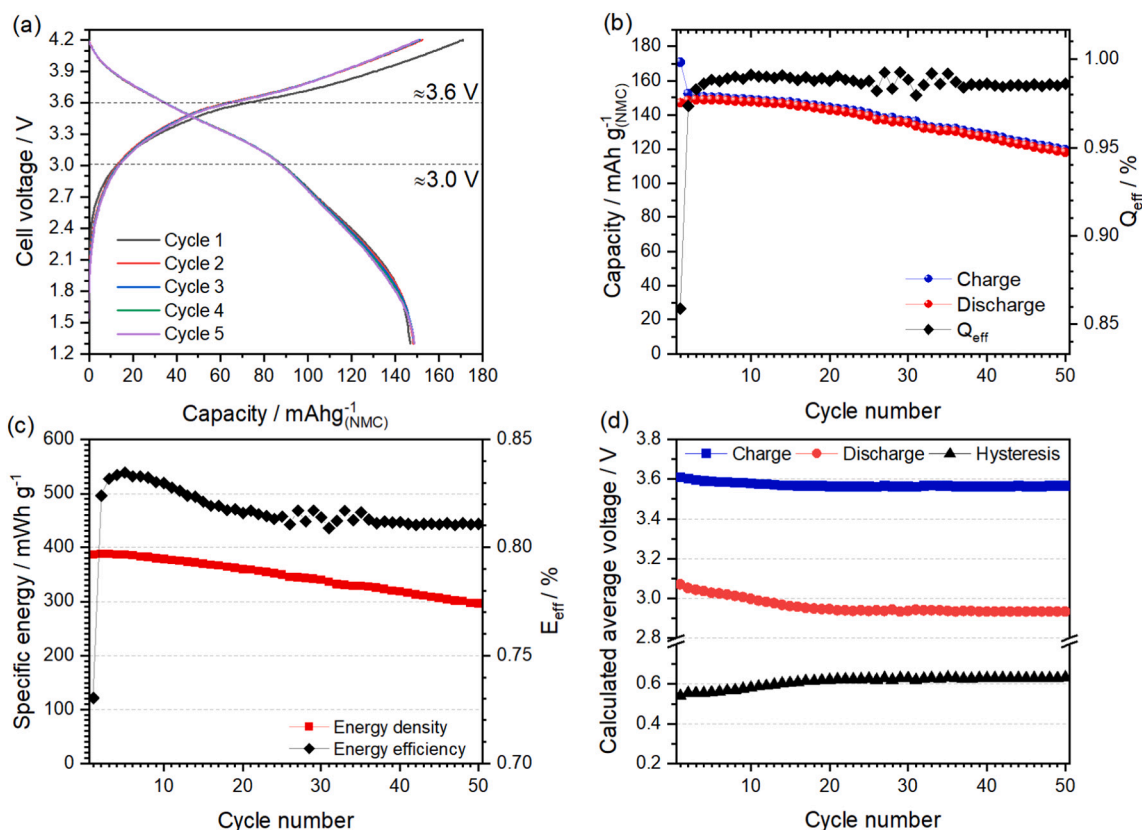 (a)
Cell voltage / V
4.2
3.9
3.6
3.3
3.0
2.7
2.4
2.1
1.8
1.5
1.2
≈3.6 V
≈3.0 V
Cycle 1
Cycle 2
Cycle 3
Cycle 4
Cycle 5
0 20 40 60 80 100 120 140 160 180
Capacity / mAhg⁻¹(NMC)
(b)
Capacity / mAh g⁻¹(NMC)
180
160
140
120
100
80
60
40
20
0
Charge
Discharge
Q_eff
1.00
0.95
0.90
0.85
Q_eff / %
10 20 30 40 50
Cycle number
(c)
Specific energy / mWh g⁻¹
600
500
400
300
200
100
0
Energy density
Energy efficiency
0.85
0.80
0.75
0.70
E_eff / %
10 20 30 40 50
Cycle number
(d)
Calculated average voltage / V
Charge Discharge Hysteresis
3.8
3.6
3.4
3.2
3.0
2.8
0.6
0.4
0.2
0 10 20 30 40 50
Cycle number